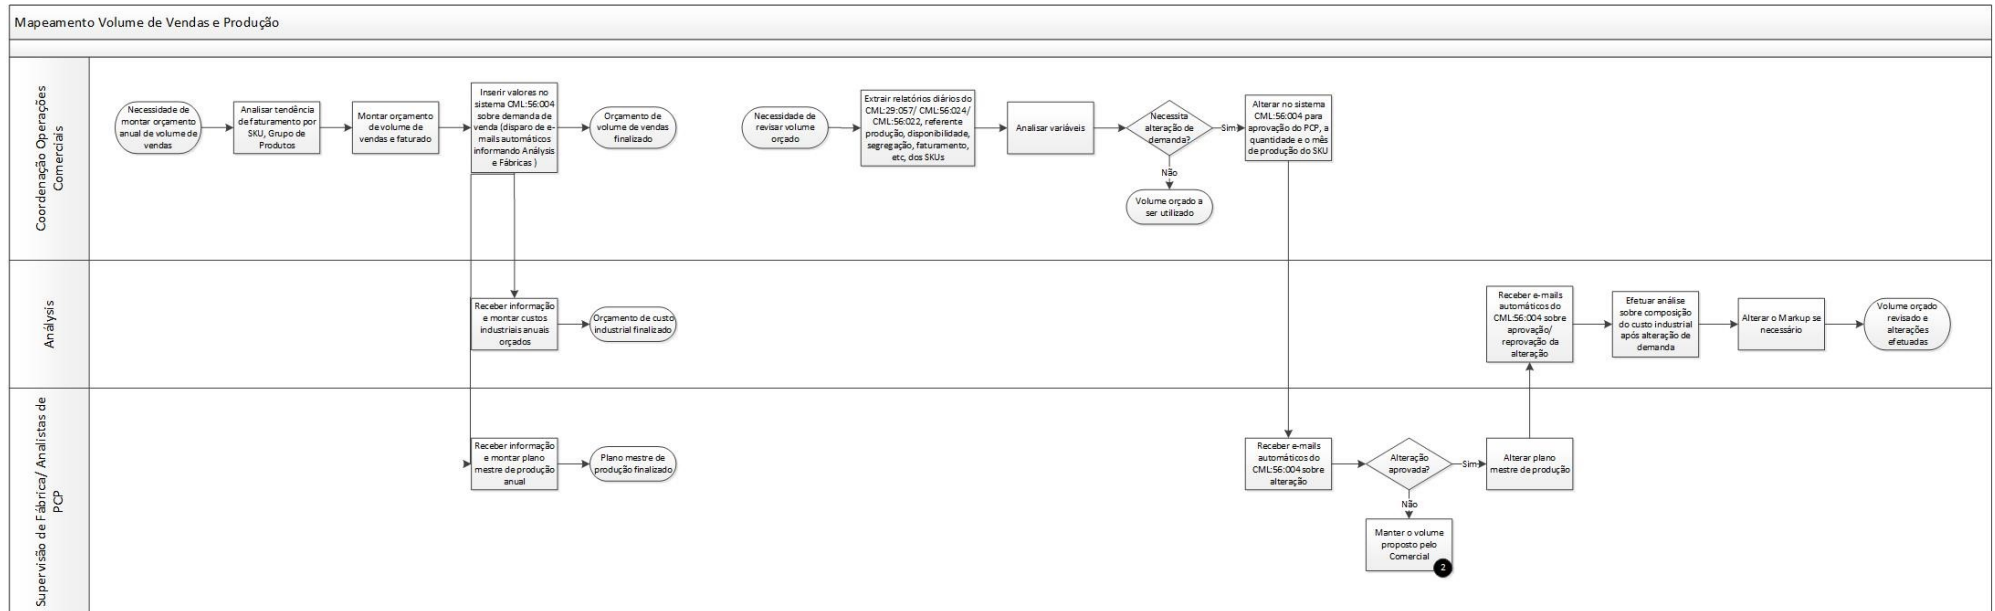 Mapeamento Volume de Vendas e Produção
Coordenação Operações
Comerciais
Necessidade de
montar orçamento
anual de volume de
vendas
Analisar tendência
de faturamento por
SKU, Grupo de
Produtos
Montar orçamento
de volume de
vendas e faturado
Inserir valores no
sistema CML:56:004
sobre demanda de
venda (disparo de e-
mails automáticos
informando Análysis
e Fábricas )
Orçamento de
volume de vendas
finalizado
Necessidade de
revisar volume
orçado
Extrair relatórios diários do
CML:29:057/ CML:56:024/
CML:56:022, referente
produção, disponibilidade,
segregação, faturamento,
etc, dos SKUs
Analisar variáveis
Necessita
alteração de
demanda?
Sim
Não
Volume orçado a
ser utilizado
Alterar no sistema
CML:56:004 para
aprovação do PCP, a
quantidade e o mês
de produção do SKU
Análysis
Receber informação
e montar custos
industriais anuais
orçados
Orçamento de custo
industrial finalizado
Receber e-mails
automáticos do
CML:56:004 sobre
aprovação/
reprovação da
alteração
Efetuar análise
sobre composição
do custo industrial
após alteração de
demanda
Alterar o Markup se
necessário
Volume orçado
revisado e
alterações
efetuadas
Supervisão de Fábrica/ Analistas de
PCP
Receber informação
e montar plano
mestre de produção
anual
Plano mestre de
produção finalizado
Receber e-mails
automáticos do
CML:56:004 sobre
alteração
Alteração
aprovada?
Sim
Não
Alterar plano
mestre de produção
Manter o volume
proposto pelo
Comercial
2